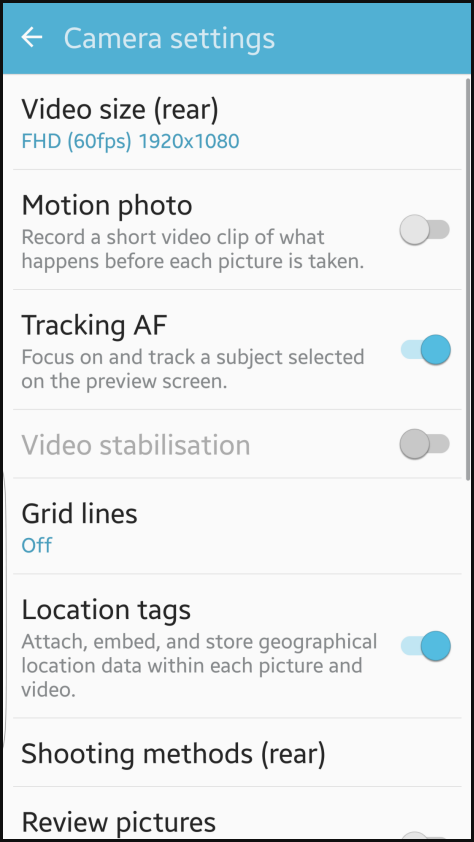 Camera settings
Video size (rear)
FHD (60fps) 1920x1080
Motion photo
Record a short video clip of what
happens before each picture is taken.
Tracking AF
Focus on and track a subject selected
on the preview screen.
Video stabilisation
Grid lines
Off
Location tags
Attach, embed, and store geographical
location data within each picture and
video.
Shooting methods (rear)
Review pictures